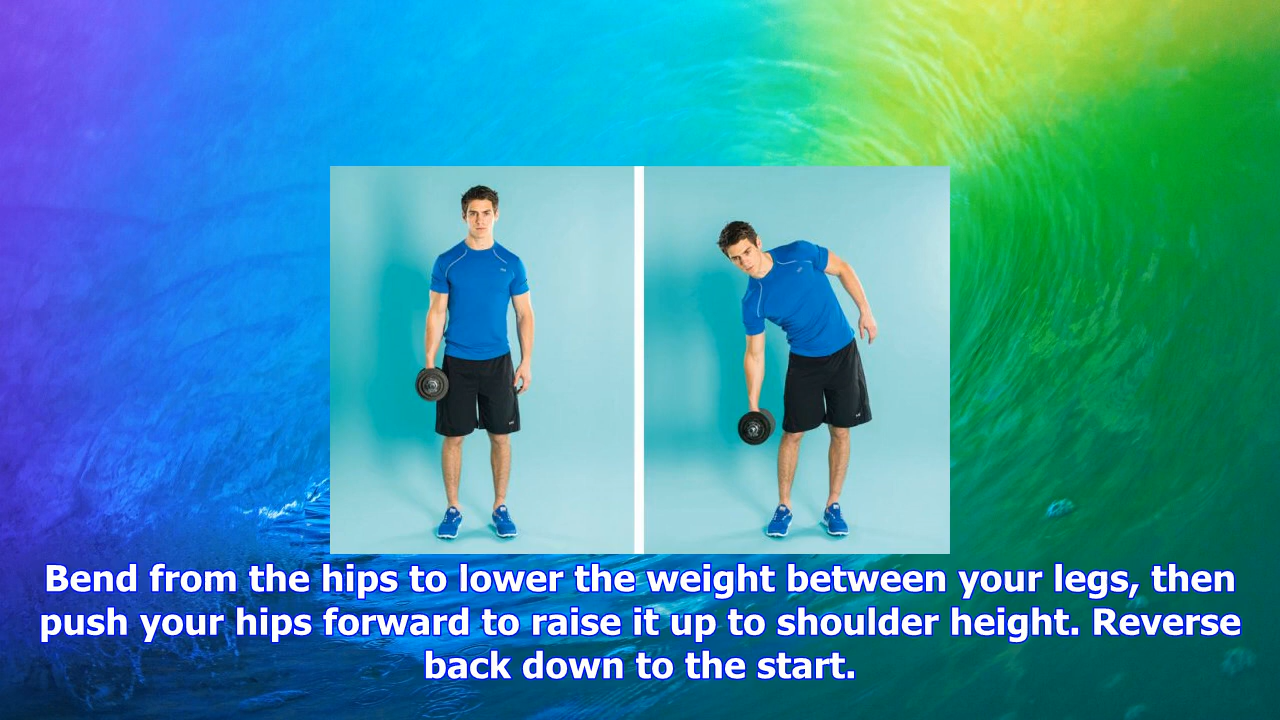 Bend from the hips to lower the weight between your legs, then
push your hips forward to raise it up to shoulder height. Reverse
back down to the start.